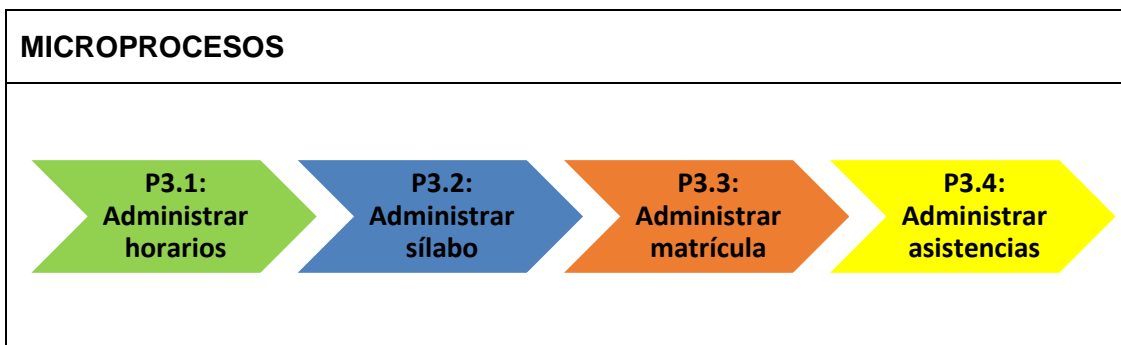 MICROPROCESOS
P3.1:
Administrar
horarios
P3.2:
Administrar
sílabo
P3.3:
Administrar
matrícula
P3.4:
Administrar
asistencias